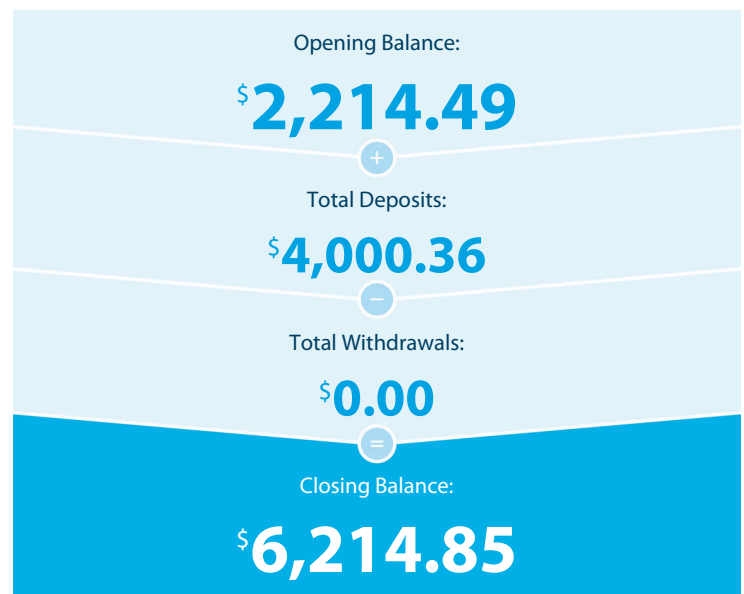 Opening Balance:
$2,214.49
+
Total Deposits:
$4,000.36
−
Total Withdrawals:
$0.00
=
Closing Balance:
$6,214.85